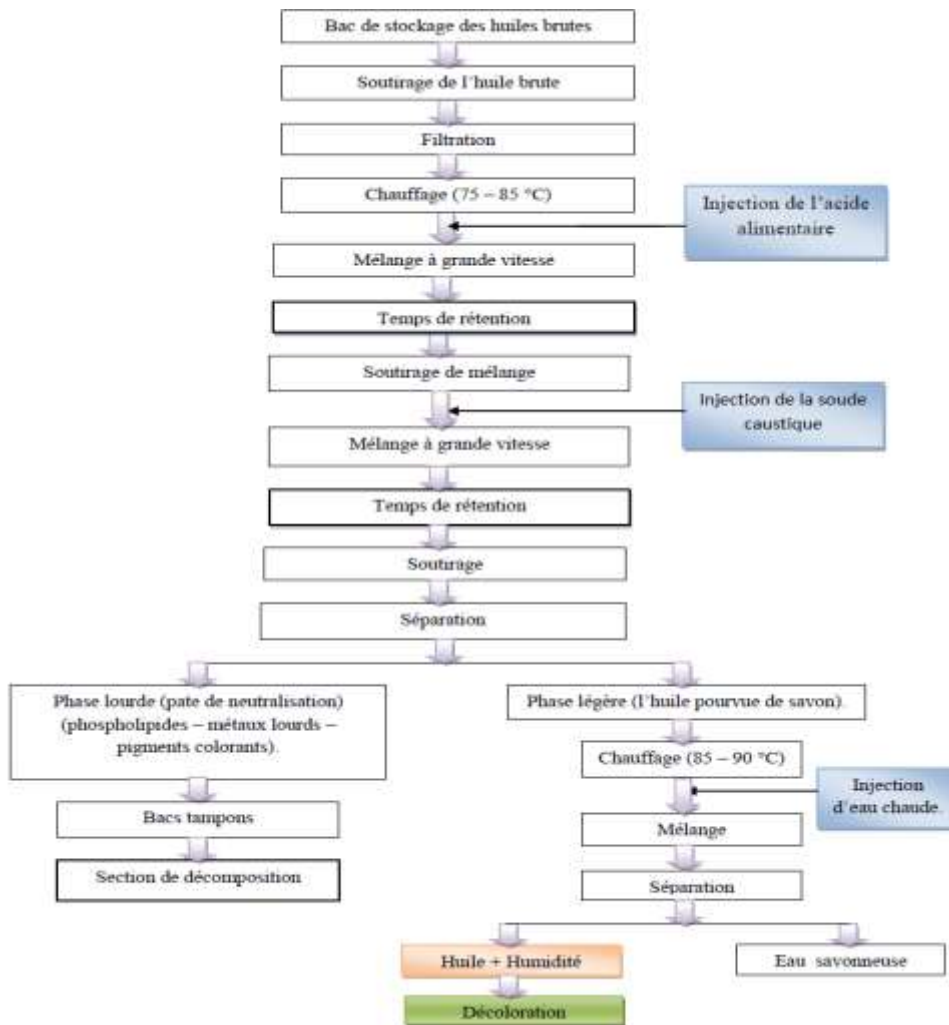 Bac de stockage des huiles brutes
Soutirage de l'huile brute
Filtration
Chauffage (75 – 85 °C)
Injection de l'acide
alimentaire
Mélange à grande vitesse
Temps de rétention
Soutirage de mélange
Injection de la soude
caustique
Mélange à grande vitesse
Temps de rétention
Soutirage
Séparation
Phase lourde (pate de neutralisation)
(phospholipides – métaux lourds –
pigments colorants).
Phase légère (l'huile pourvue de savon).
Chauffage (85 – 90 °C)
Injection
d'eau chaude.
Bacs tampons
Mélange
Section de décomposition
Séparation
Huile + Humidité
Eau savonneuse
Décoloration